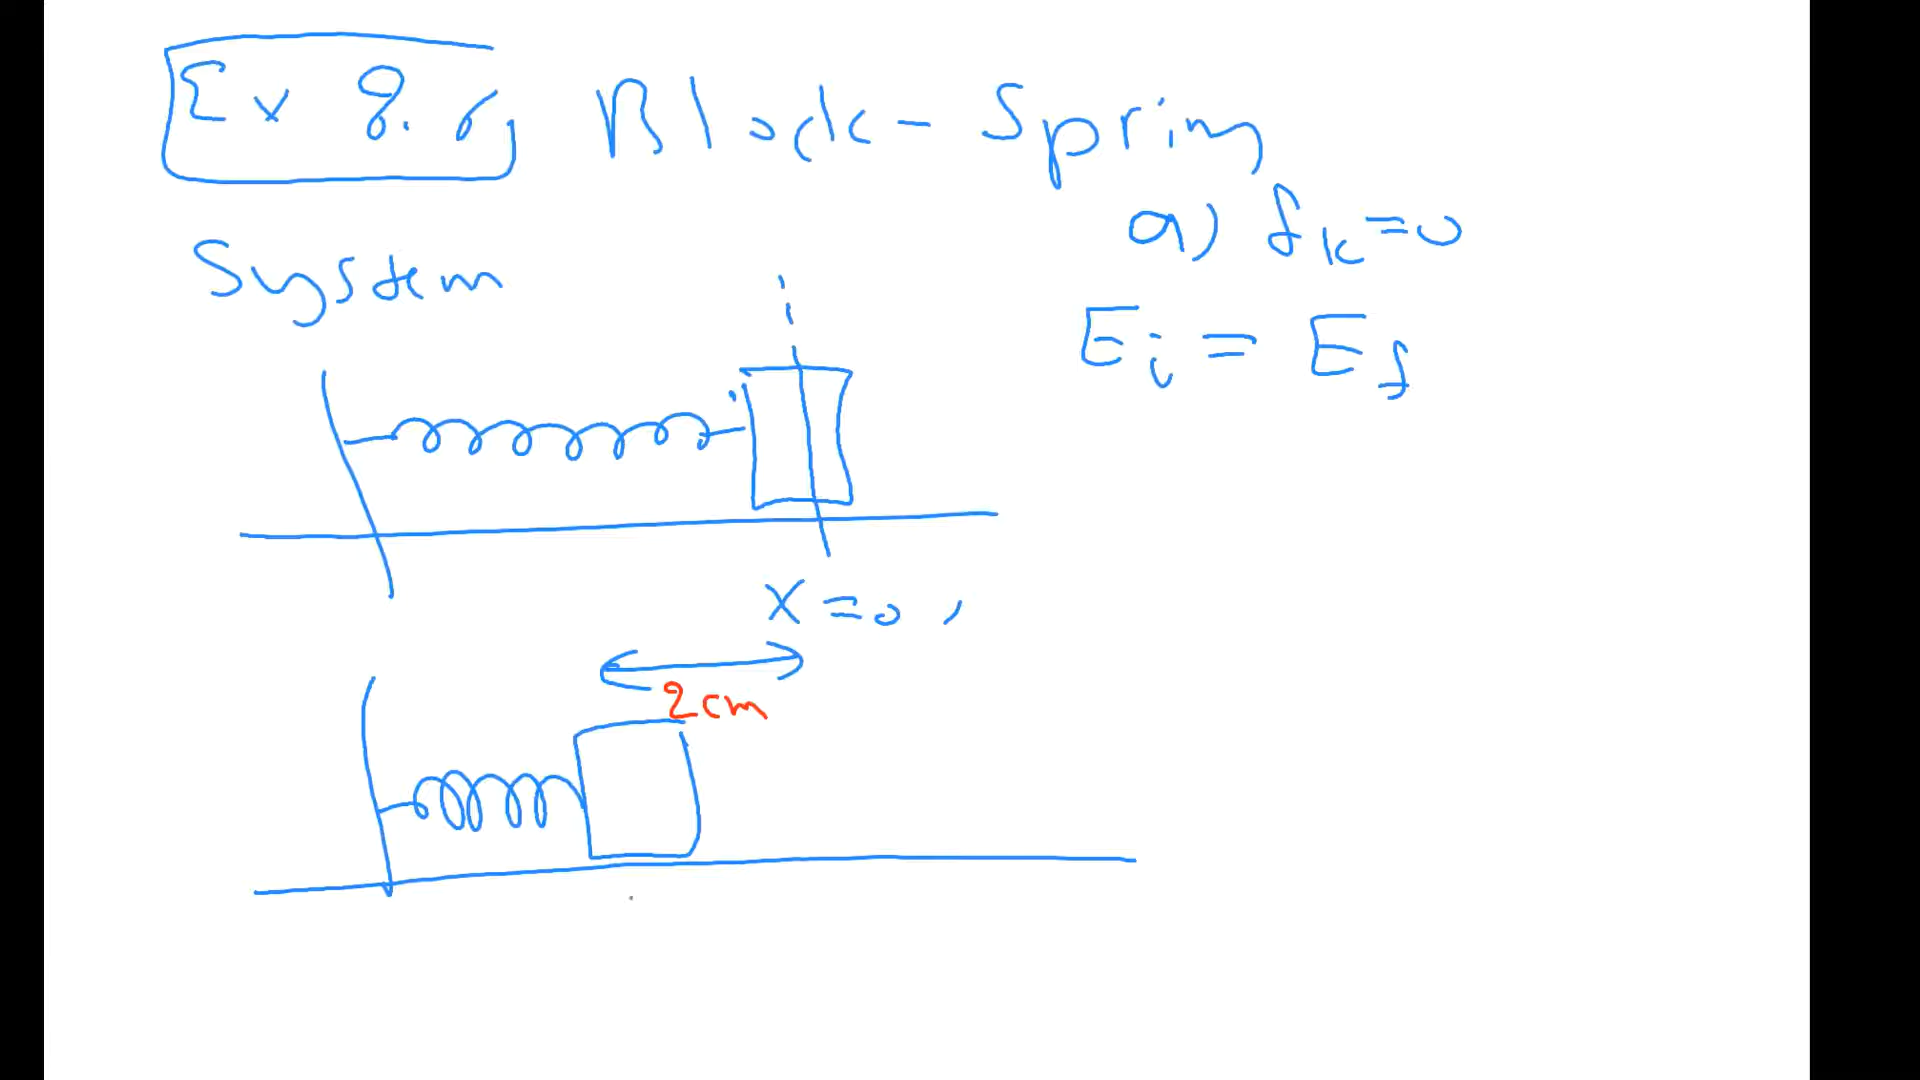 Ex 8.6, Block-Spring
System
a) fk=0
Ei = Ef
x=0,
2cm